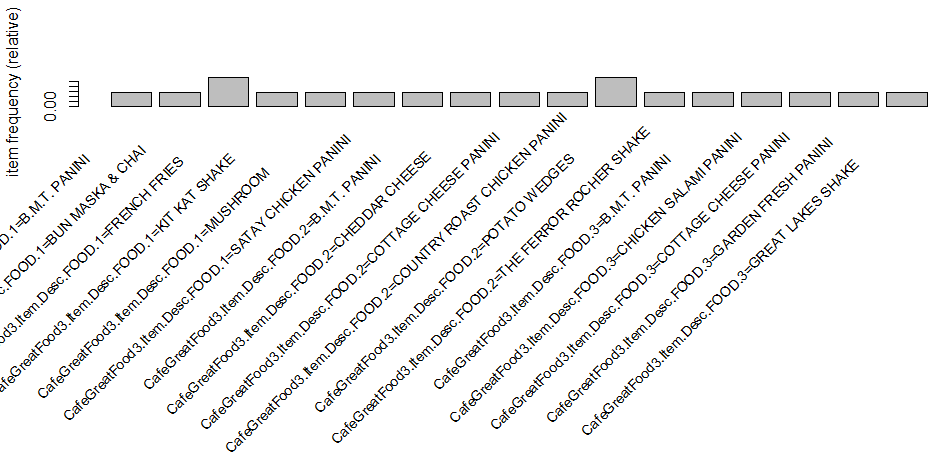 item frequency (relative)
0.00
OOD.1=B.M.T. PANINI
c.FOOD.1=BUN MASKA & CHAI
ood3.Item.Desc.FOOD.1=FRENCH FRIES
afeGreatFood3.Item.Desc.FOOD.1=KIT KAT SHAKE
CafeGreatFood3.Item.Desc.FOOD.1=MUSHROOM
CafeGreatFood3.Item.Desc.FOOD.1=SATAY CHICKEN PANINI
CafeGreatFood3.Item.Desc.FOOD.2=B.M.T. PANINI
CafeGreatFood3.Item.Desc.FOOD.2=CHEDDAR CHEESE
CafeGreatFood3.Item.Desc.FOOD.2=COTTAGE CHEESE PANINI
CafeGreatFood3.Item.Desc.FOOD.2=COUNTRY ROAST CHICKEN PANINI
CafeGreatFood3.Item.Desc.FOOD.2=POTATO WEDGES
CafeGreatFood3.Item.Desc.FOOD.2=THE FERROR ROCHER SHAKE
CafeGreatFood3.Item.Desc.FOOD.3=B.M.T. PANINI
CafeGreatFood3.Item.Desc.FOOD.3=CHICKEN SALAMI PANINI
CafeGreatFood3.Item.Desc.FOOD.3=COTTAGE CHEESE PANINI
CafeGreatFood3.Item.Desc.FOOD.3=GARDEN FRESH PANINI
CafeGreatFood3.Item.Desc.FOOD.3=GREAT LAKES SHAKE